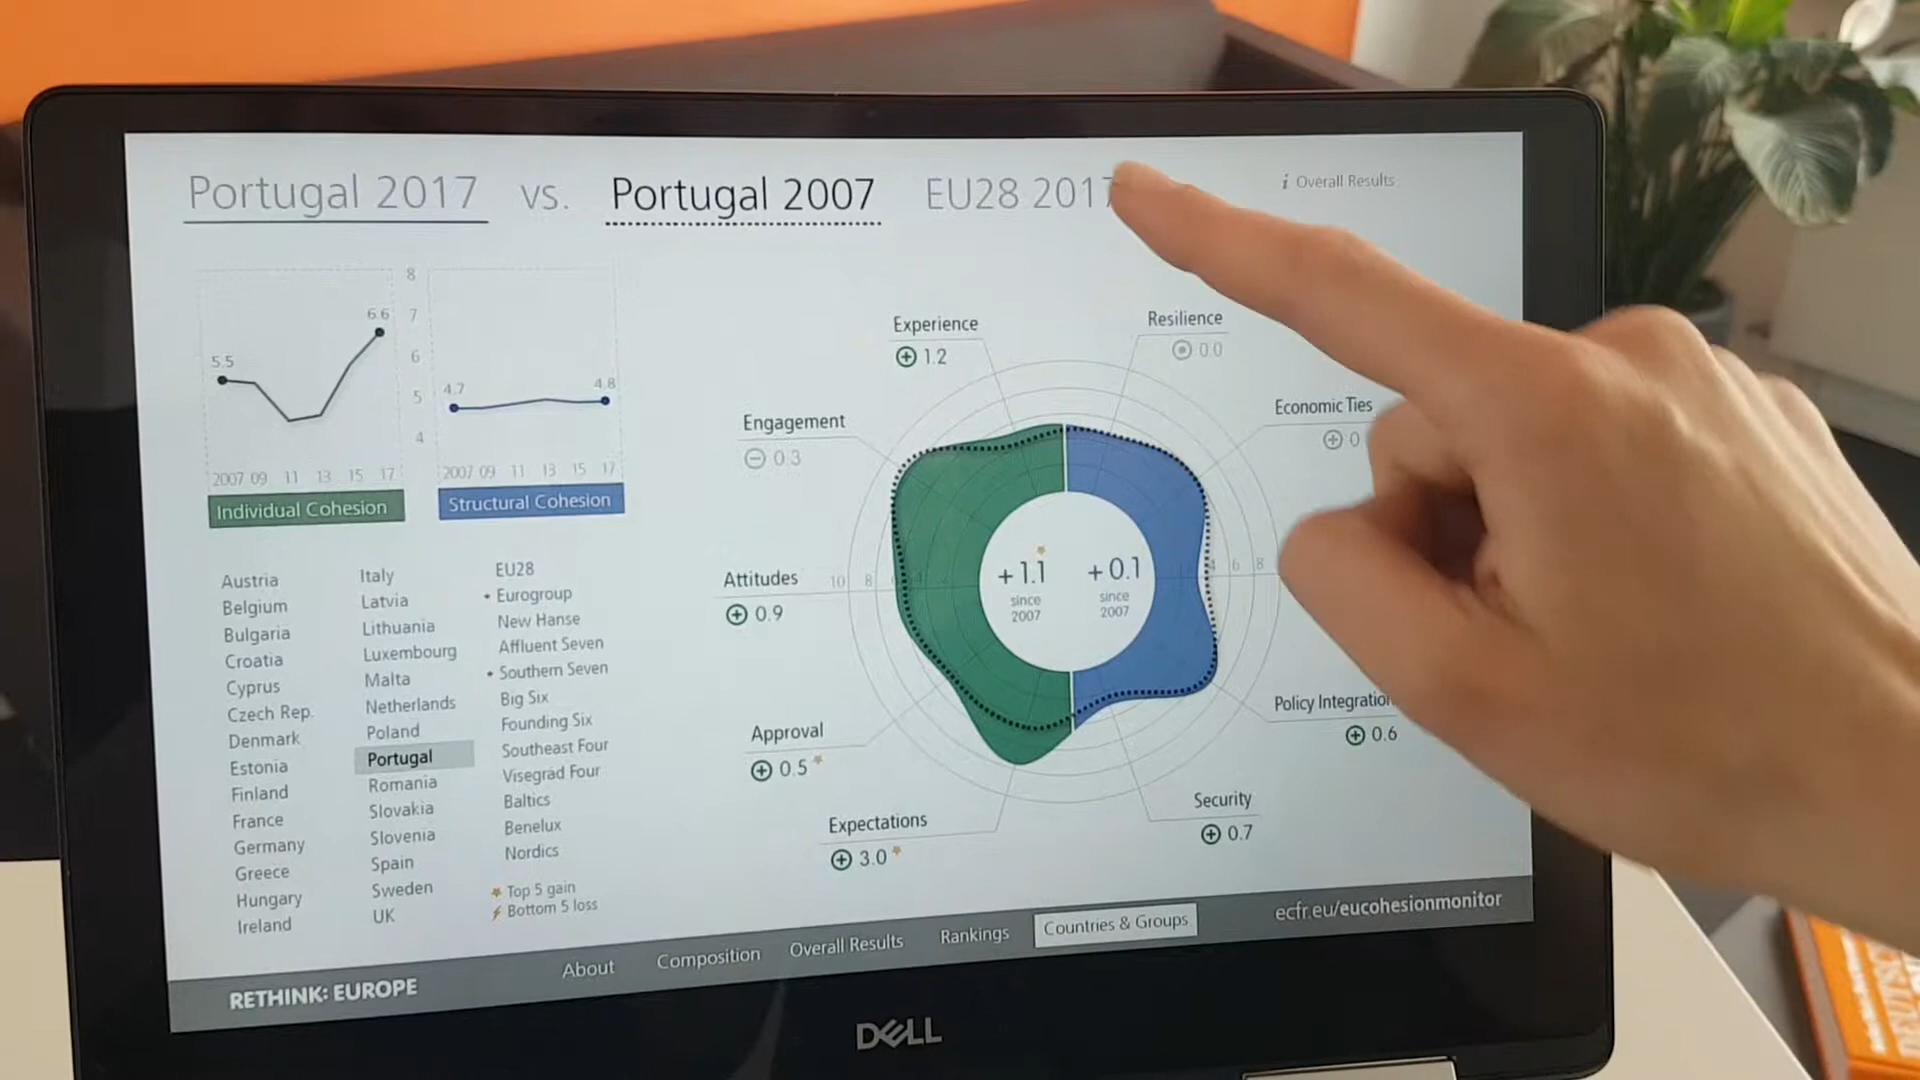 Portugal 2017 vs. Portugal 2007 EU28 2017
i Overall Results
8
7
6
5
4
5.5
6.6
2007 09 11 13 15 17
Individual Cohesion
4.7
4.8
2007 09 11 13 15 17
Structural Cohesion
Experience
1.2
Resilience
0.0
Engagement
0.3
Economic Ties
0
Attitudes
0.9
10 8
4 6 8
+1.1
since
2007
+0.1
since
2007
Approval
0.5
Policy Integration
0.6
Expectations
3.0
Security
0.7
Austria
Belgium
Bulgaria
Croatia
Cyprus
Czech Rep.
Denmark
Estonia
Finland
France
Germany
Greece
Hungary
Ireland
Italy
Latvia
Lithuania
Luxembourg
Malta
Netherlands
Poland
Portugal
Romania
Slovakia
Slovenia
Spain
Sweden
UK
EU28
• Eurogroup
New Hanse
Affluent Seven
• Southern Seven
Big Six
Founding Six
Southeast Four
Visegrad Four
Baltics
Benelux
Nordics
Top 5 gain
Bottom 5 loss
RETHINK: EUROPE
About
Composition
Overall Results
Rankings
Countries & Groups
ecfr.eu/eucohesionmonitor
DELL